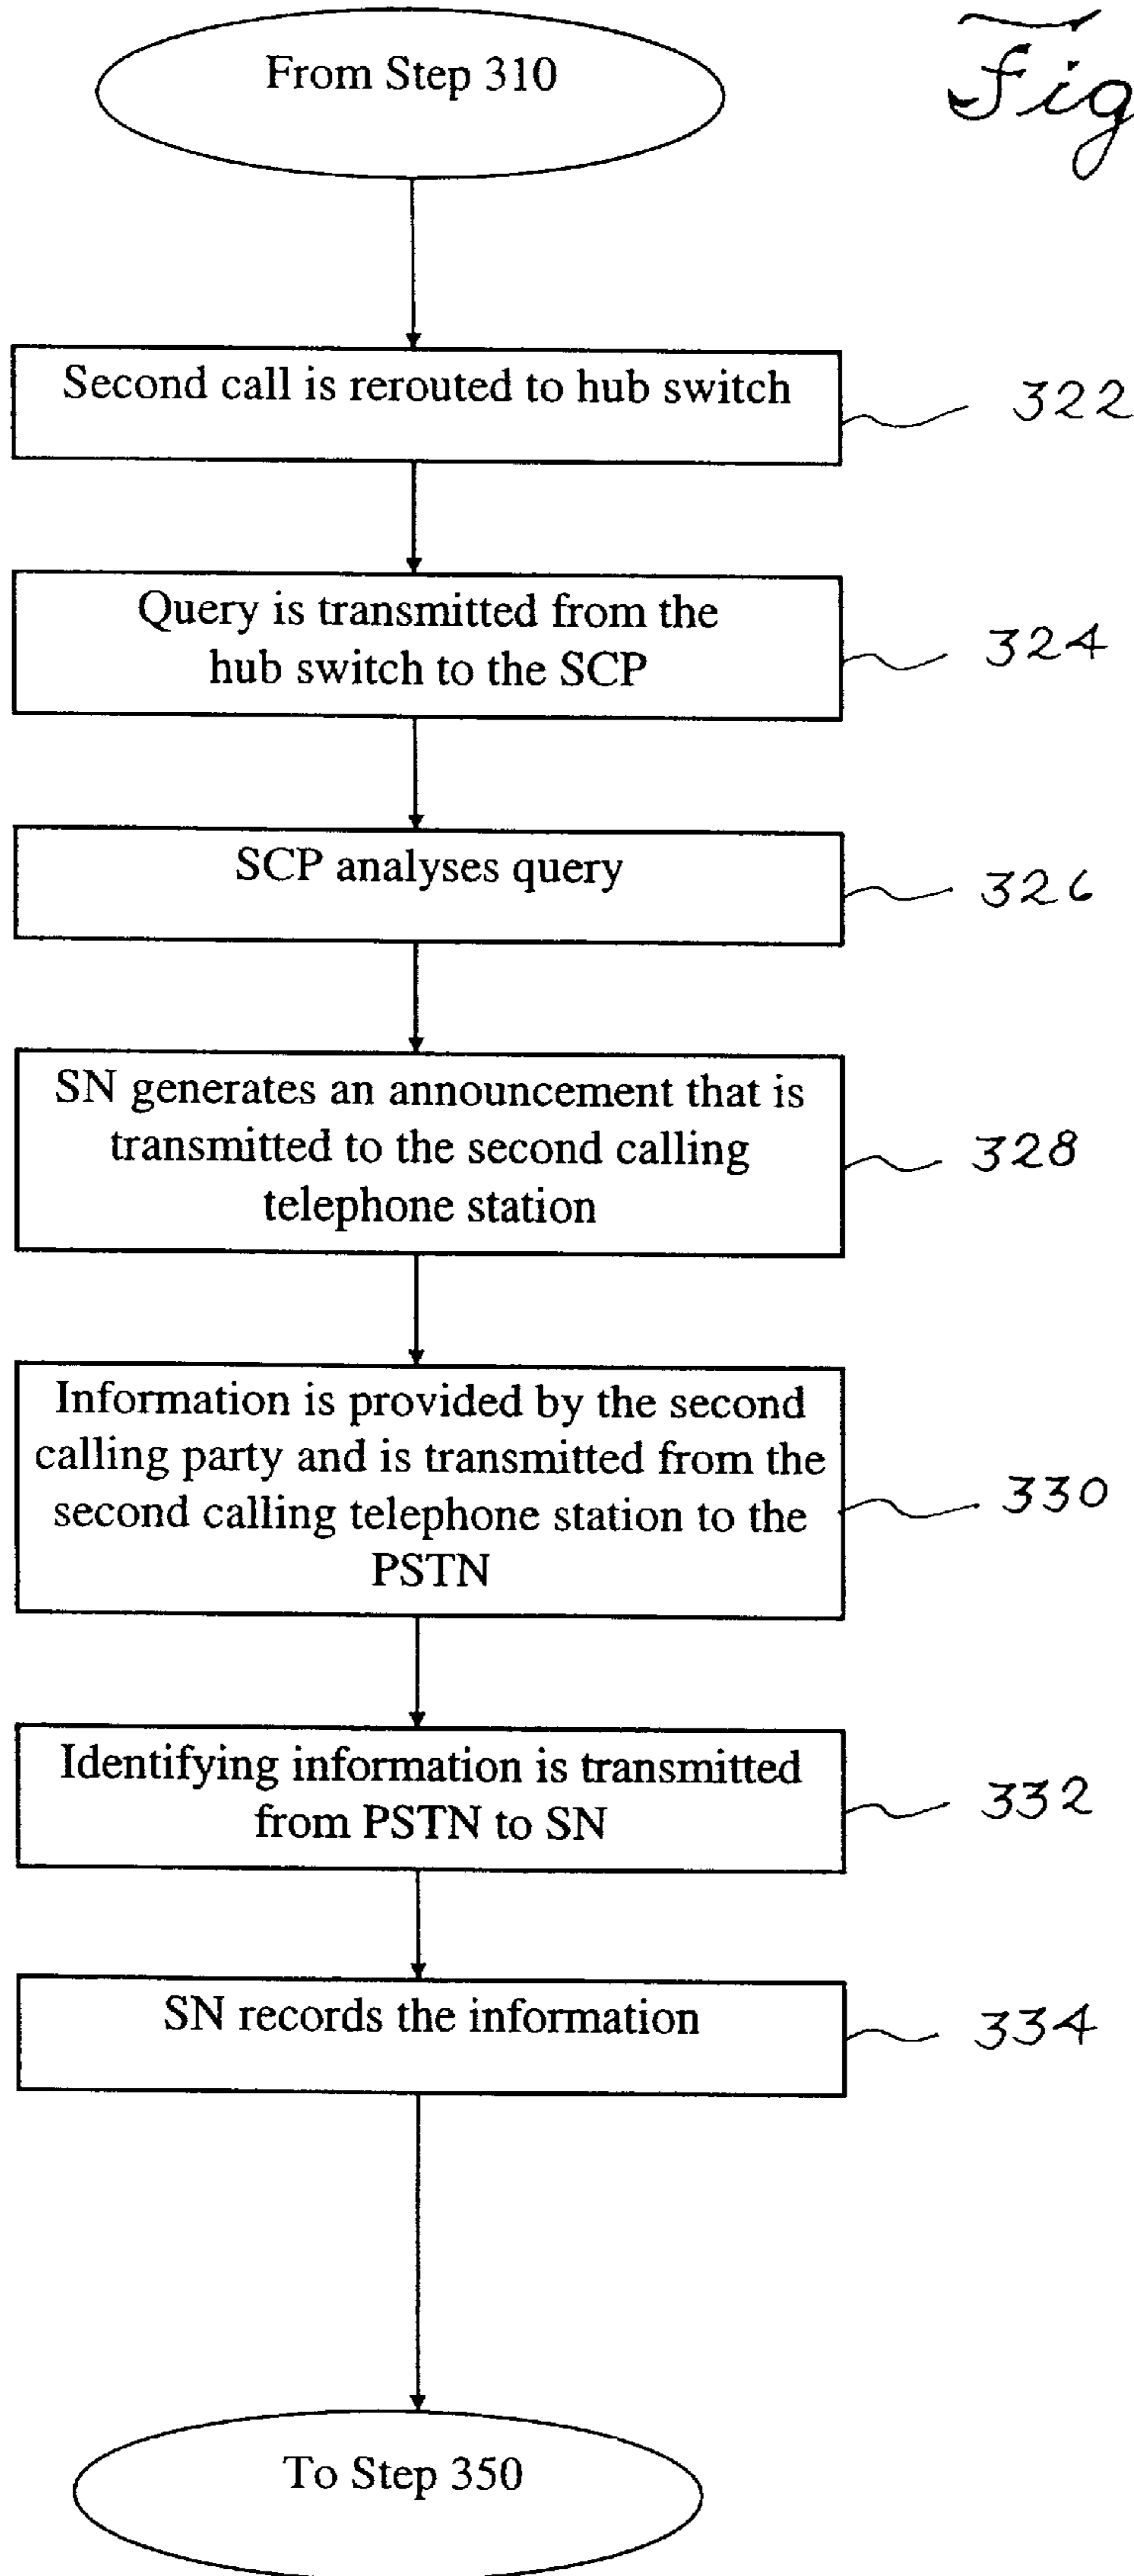 From Step 310
Fig
Second call is rerouted to hub switch
322
Query is transmitted from the
hub switch to the SCP
324
SCP analyses query
326
SN generates an announcement that is
transmitted to the second calling
telephone station
328
Information is provided by the second
calling party and is transmitted from the
second calling telephone station to the
PSTN
330
Identifying information is transmitted
from PSTN to SN
332
SN records the information
334
To Step 350